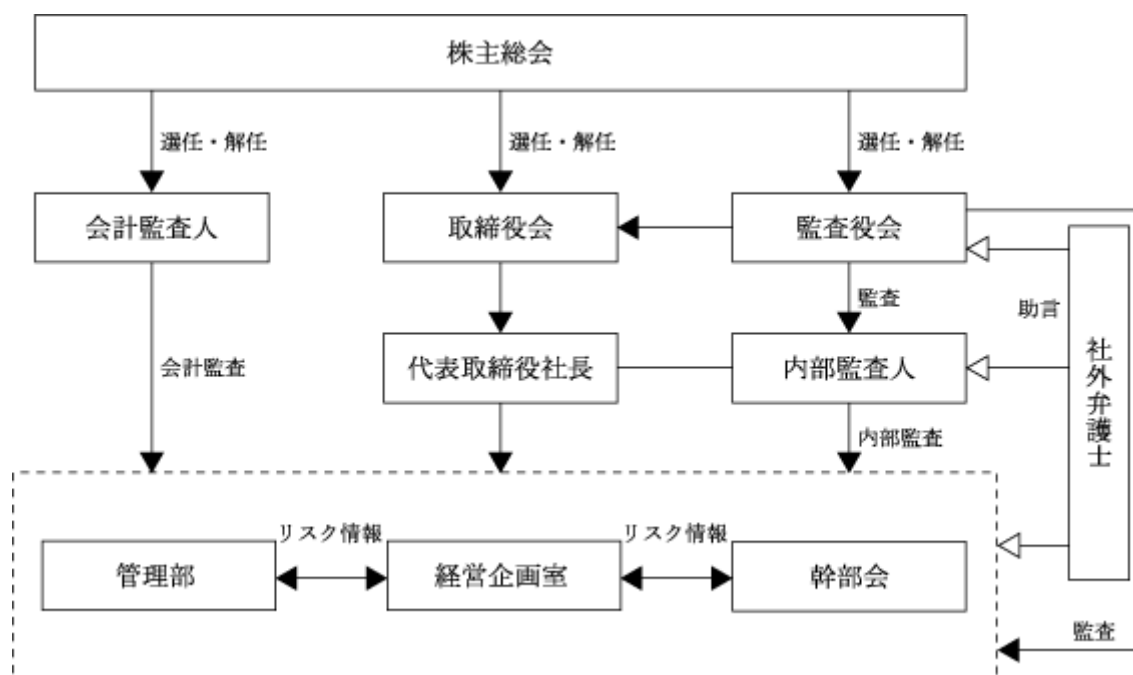 株主総会
選任・解任
選任・解任
選任・解任
会計監査人
取締役会
監査役会
監査
助言
会計監査
代表取締役社長
内部監査人
社外弁護士
内部監査
リスク情報
リスク情報
管理部
経営企画室
幹部会
監査